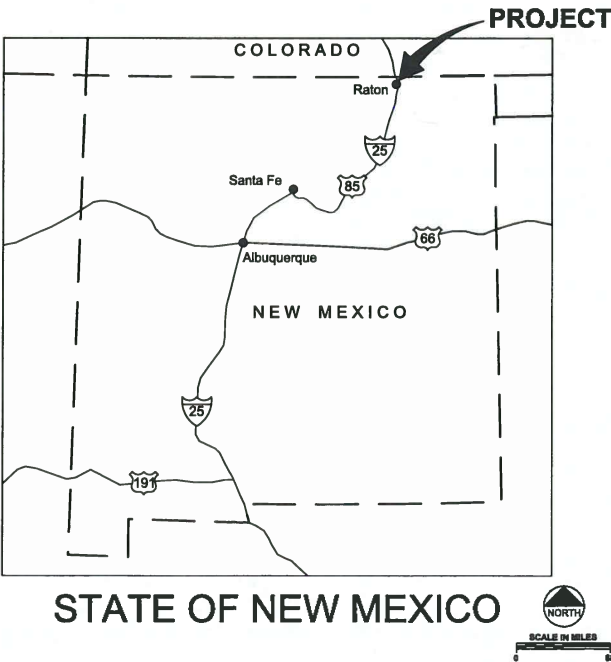 PROJECT
COLORADO
Raton
25
Santa Fe
85
66
Albuquerque
NEW MEXICO
25
191
STATE OF NEW MEXICO
NORTH
SCALE IN MILES
0